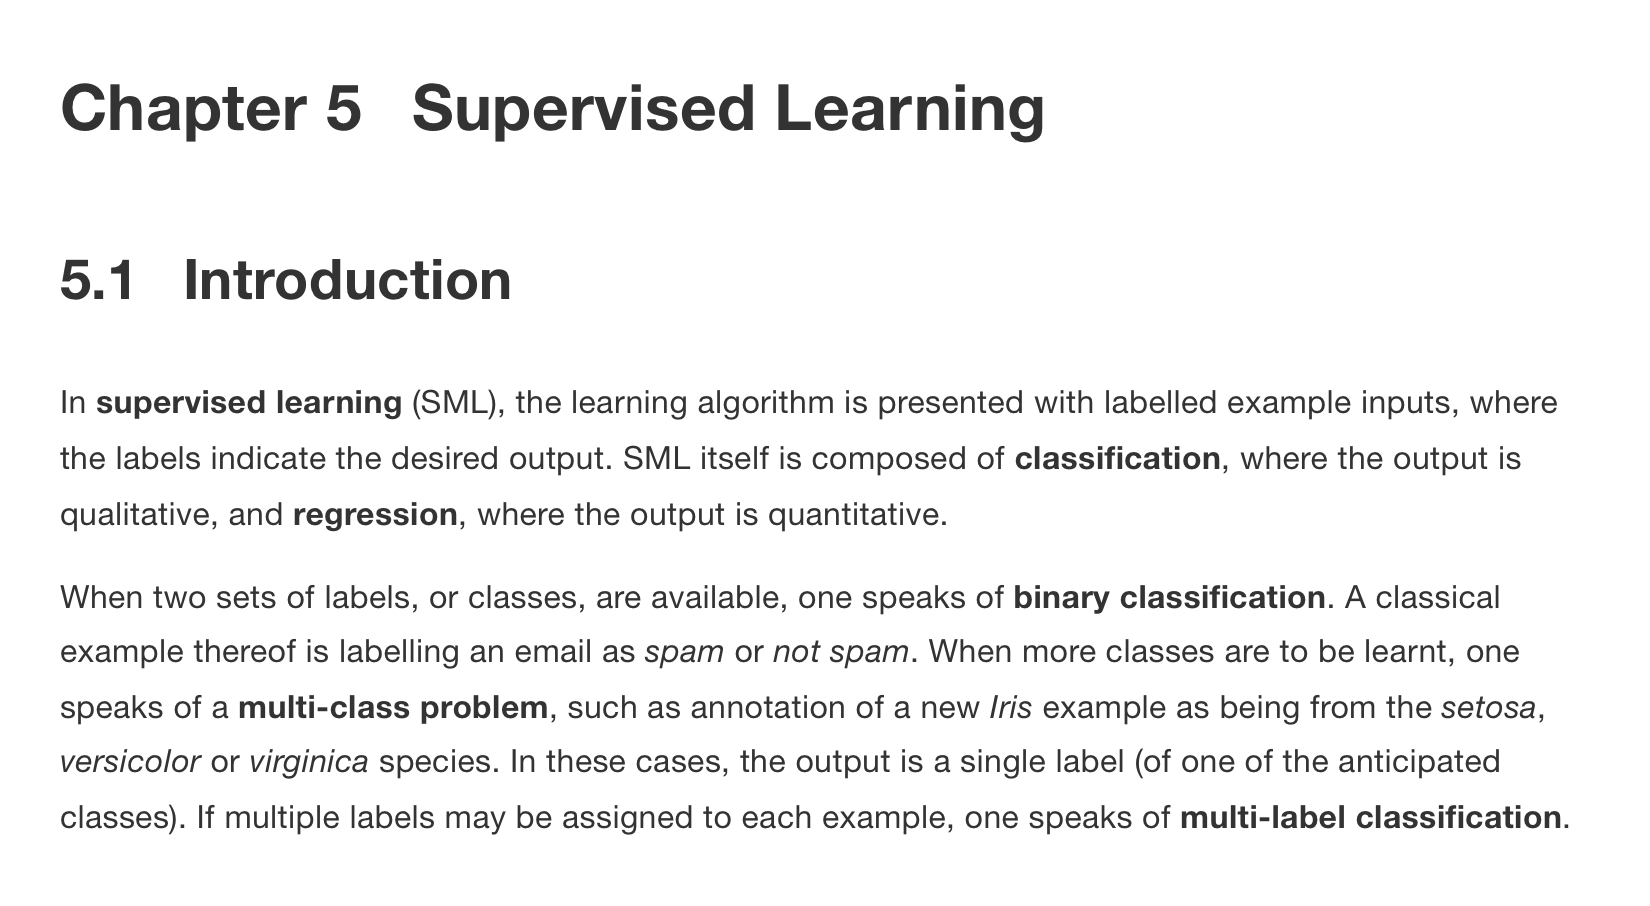 Chapter 5 Supervised Learning
5.1 Introduction
In supervised learning (SML), the learning algorithm is presented with labelled example inputs, where
the labels indicate the desired output. SML itself is composed of classification, where the output is
qualitative, and regression, where the output is quantitative.
When two sets of labels, or classes, are available, one speaks of binary classification. A classical
example thereof is labelling an email as spam or not spam. When more classes are to be learnt, one
speaks of a multi-class problem, such as annotation of a new Iris example as being from the setosa,
versicolor or virginica species. In these cases, the output is a single label (of one of the anticipated
classes). If multiple labels may be assigned to each example, one speaks of multi-label classification.